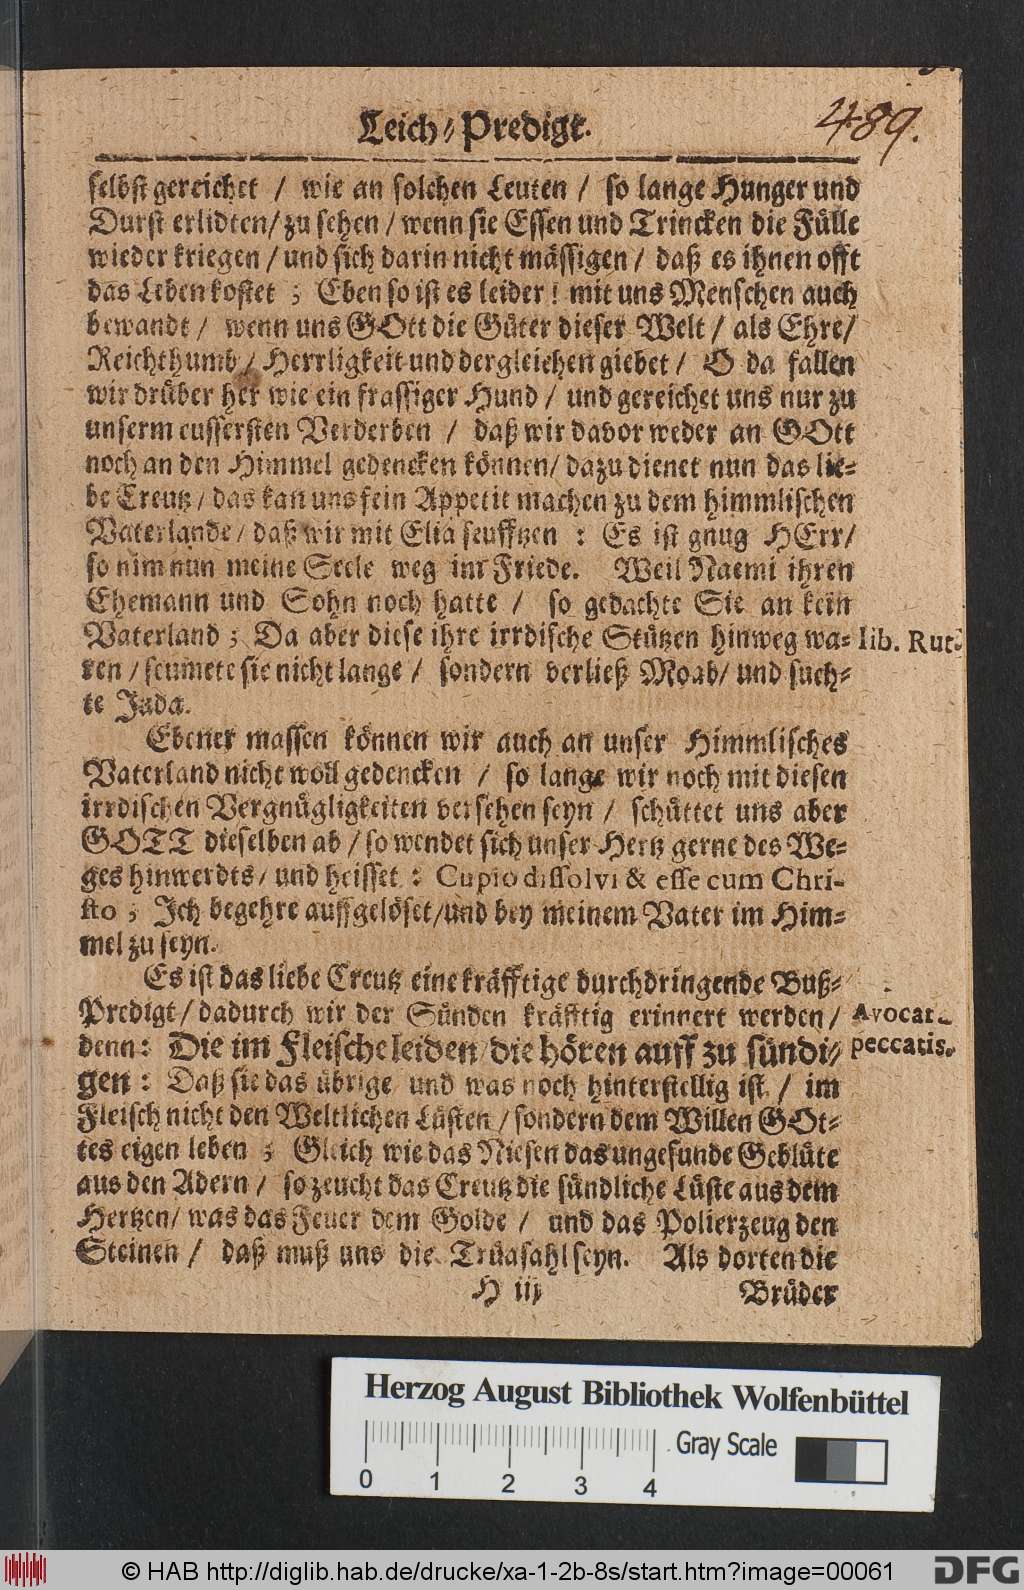 Leich-Predigt.
489.
selbst gereichet / wie an solchen Leuten / so lange Hunger und
Durst erlidten / zu sehen / wenn sie Essen und Trincken die Fülle
wieder kriegen / und sich darin nicht mässigen / daß es ihnen offt
das Leben kostet ; Eben so ist es leider ! mit uns Menschen auch
bewandt / wenn uns GOtt die Güter dieser Welt / als Ehre /
Reichthumb / Herrligkeit und dergleichen giebet / O da fallen
wir drüber her wie ein frassiger Hund / und gereichet uns nur zu
unserm eussersten Verderben / daß wir davor weder an GOtt
noch an den Himmel gedencken können / dazu dienet nun das lie-
be Creutz / das kan uns fein Appetit machen zu dem himmlischen
Vaterlande / daß wir mit Elia seufftzen : Es ist gnug HErr /
so nim nun meine Seele weg im Friede. Weil Naemi ihren
Ehemann und Sohn noch hatte / so gedachte Sie an kein
Vaterland ; Da aber diese ihre irrdische Stützen hinweg wa- lib. Rut.
ren / seumete sie nicht lange / sondern verließ Moab / und such-
te Juda.
Ebener massen können wir auch an unser Himmlisches
Vaterland nicht woll gedencken / so lange wir noch mit diesen
irrdischen Vergnügligkeiten versehen seyn / schüttet uns aber
GOTT dieselben ab / so wendet sich unser Hertz gerne des We-
ges hinwerdts / und heisset : Cupio dissolvi & esse cum Chri-
sto ; Ich begehre auffgelöset / und bey meinem Vater im Him-
mel zu seyn.
Es ist das liebe Creutz eine kräfftige durchdringende Buß-
Predigt / dadurch wir der Sünden kräfftig erinnert werden / Avocat a
denn : Die im Fleische leiden / die hören auff zu sündi- peccatis.
gen : Daß sie das übrige und was noch hinterstellig ist / im
Fleisch nicht den Weltlichen Lüsten / sondern dem Willen GOt-
tes eigen leben ; Gleich wie das Niesen das ungesunde Geblüte
aus den Adern / so zeucht das Creutz die sündliche Lüste aus dem
Hertzen / was das Feuer dem Golde / und das Polierzeug den
Steinen / daß muß uns die Trüasahl seyn. Als dorten die
H iij
Brüder
Herzog August Bibliothek Wolfenbüttel
Gray Scale
0 1 2 3 4
© HAB http://diglib.hab.de/drucke/xa-1-2b-8s/start.htm?image=00061
DFG